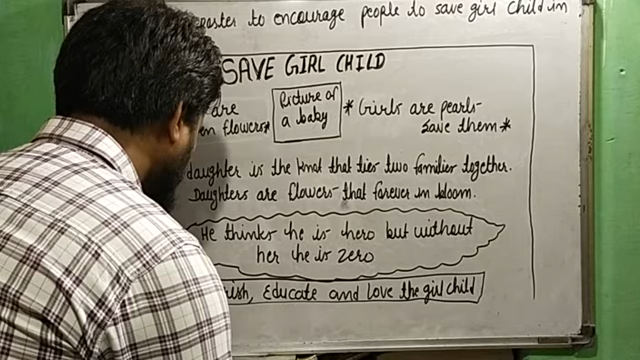 poster to encourage people to save girl child in
SAVE GIRL CHILD
are
flowers*
Picture of
a baby
* Girls are pearls-
save them *
daughter is the knot that ties two families together.
Daughters are flowers- that forever in bloom.
He thinks he is hero but without
her he is zero
Educate and love the girl child